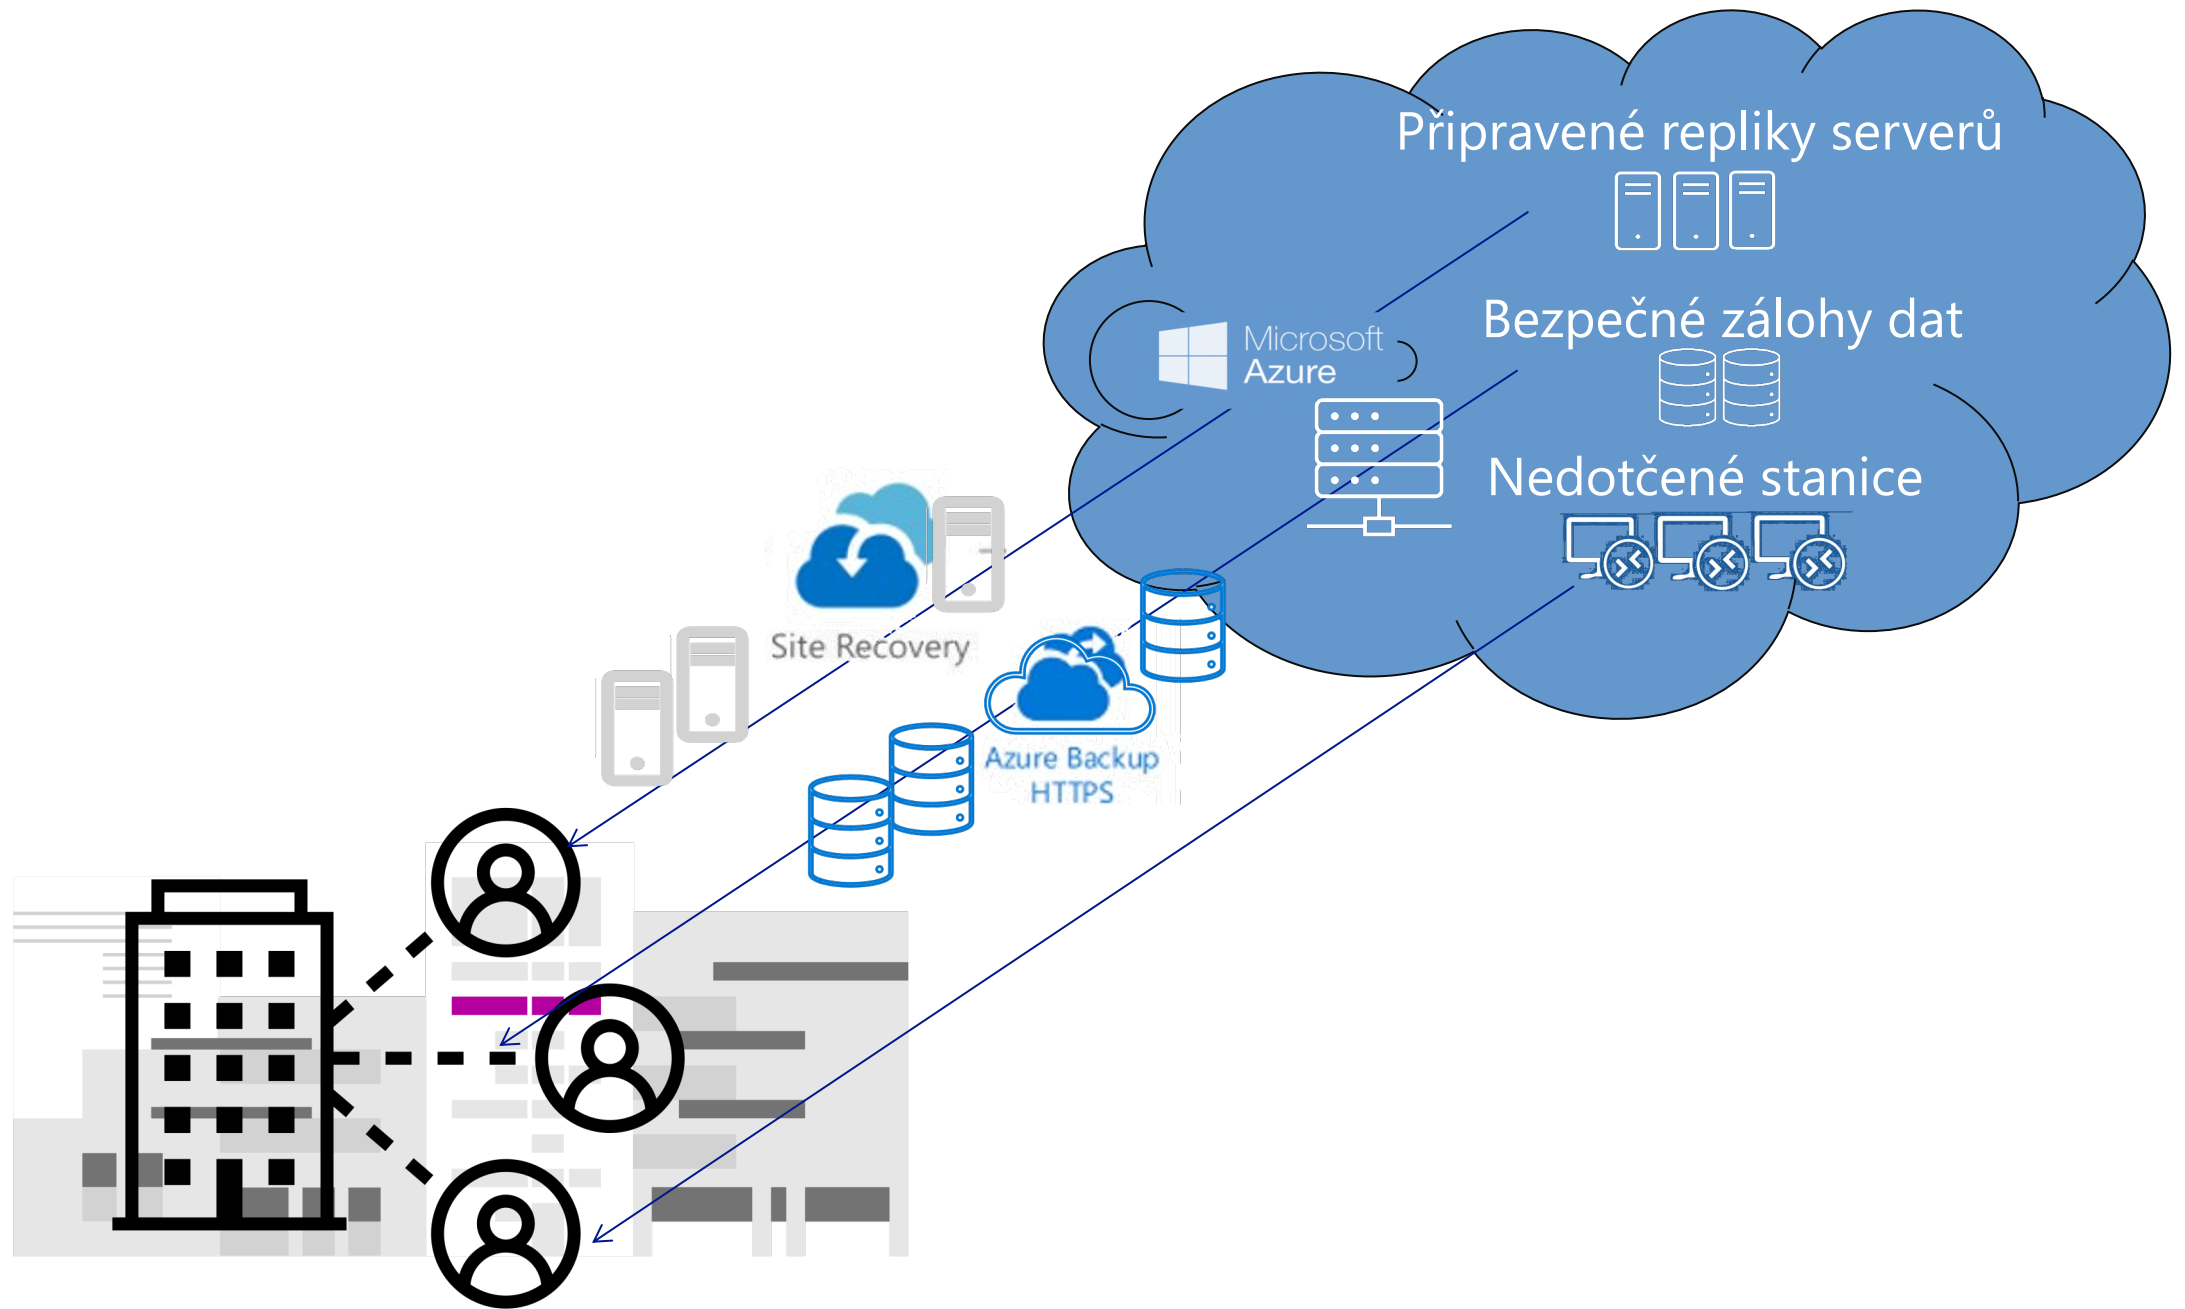 Připravené repliky serverů
Bezpečné zálohy dat
Microsoft
Azure
Nedotčené stanice
Site Recovery
Azure Backup
HTTPS